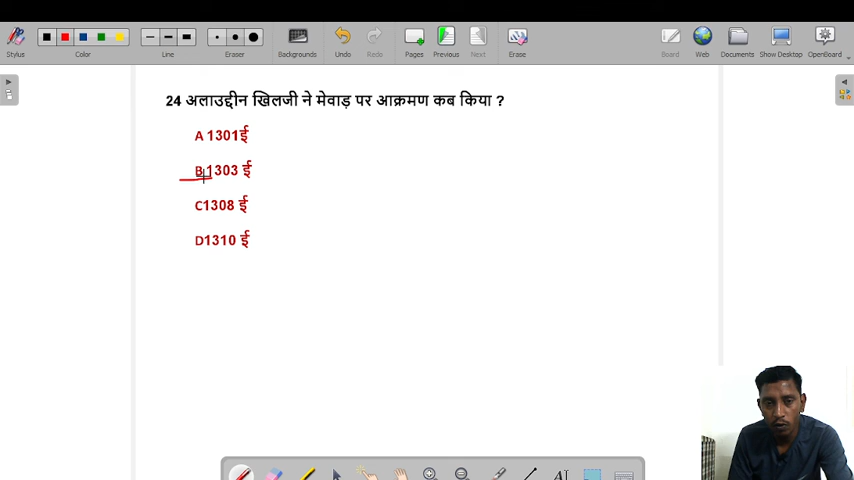 Stylus
Color
Line
Eraser
Backgrounds
Undo
Redo
Pages
Previous
Next
Erase
Board
Web
Documents
Show Desktop
OpenBoard
24 अलाउद्दीन खिलजी ने मेवाड़ पर आक्रमण कब किया ?
A 1301ई
B 1303 ई
C1308 ई
D1310 ई